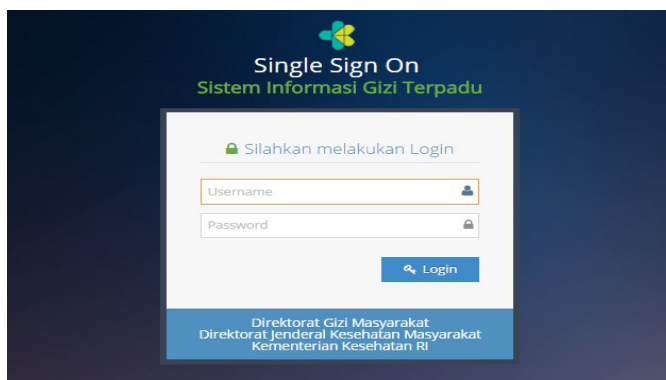 Single Sign On
Sistem Informasi Gizi Terpadu
Silahkan melakukan Login
Username
Password
Login
Direktorat Gizi Masyarakat
Direktorat Jenderal Kesehatan Masyarakat
Kementerian Kesehatan RI